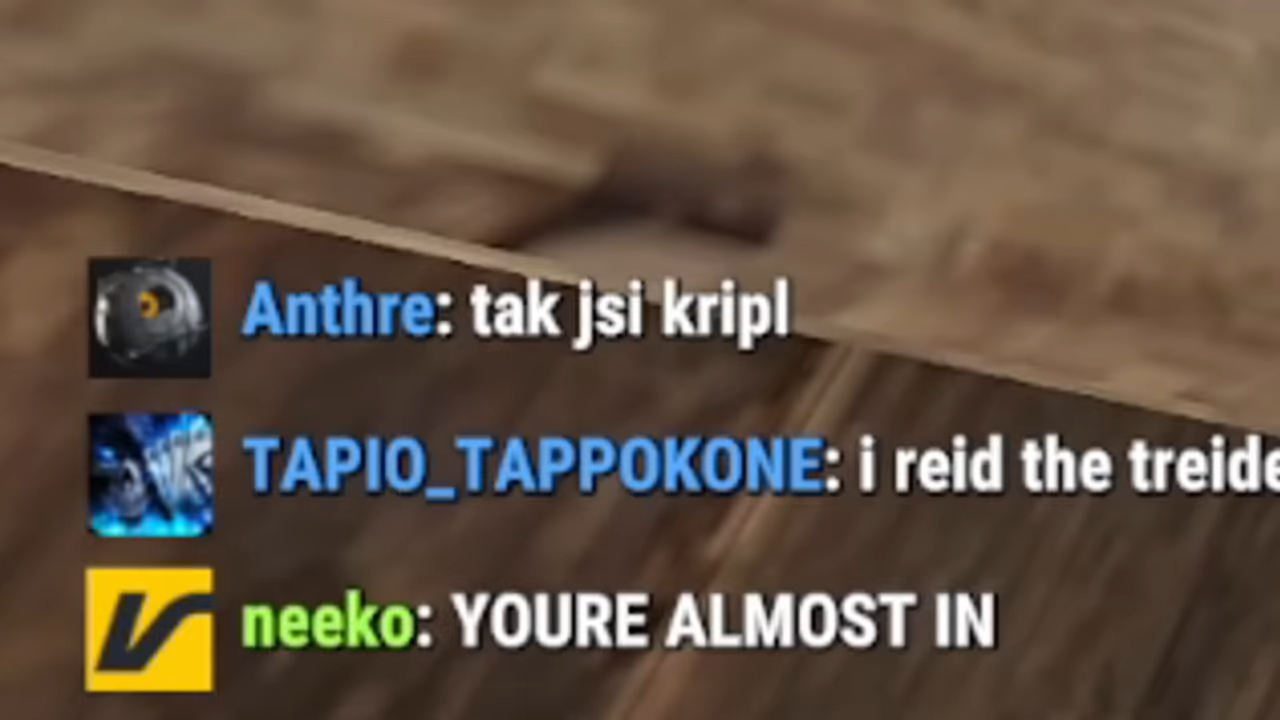 Anthre: tak jsi kripl
TAPIO_TAPPOKONE: i reid the treide
neeko: YOURE ALMOST IN